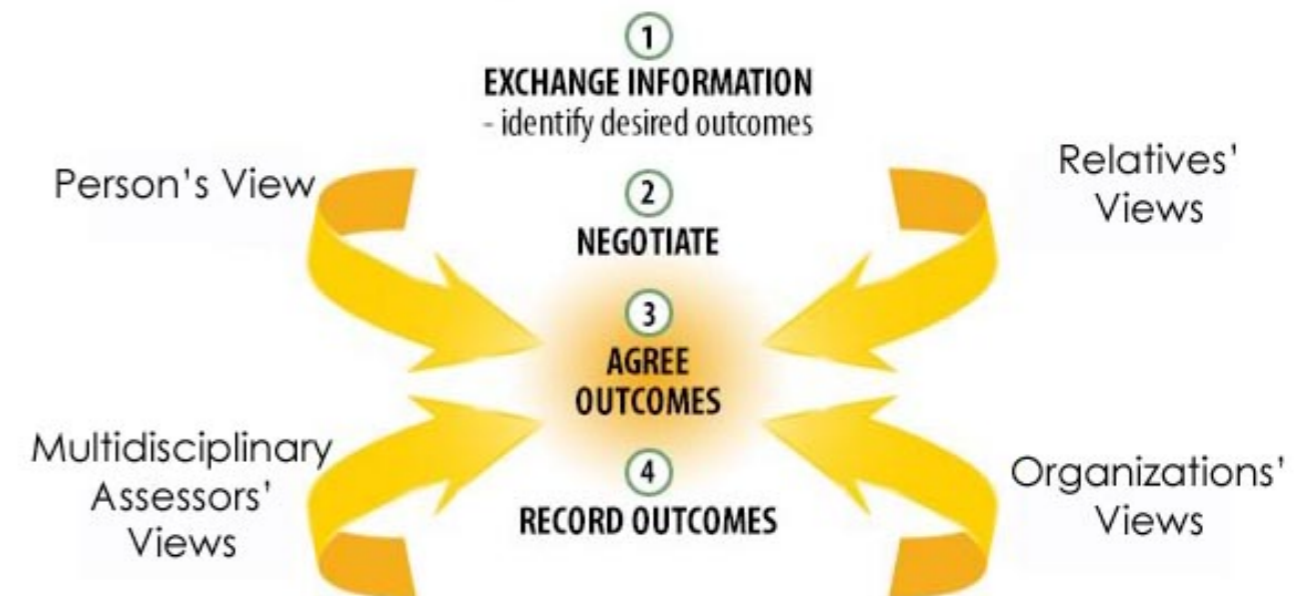 1
EXCHANGE INFORMATION
- identify desired outcomes
Person's View
Relatives'
Views
2
NEGOTIATE
3
AGREE
OUTCOMES
Multidisciplinary
Assessors'
Views
Organizations'
Views
4
RECORD OUTCOMES